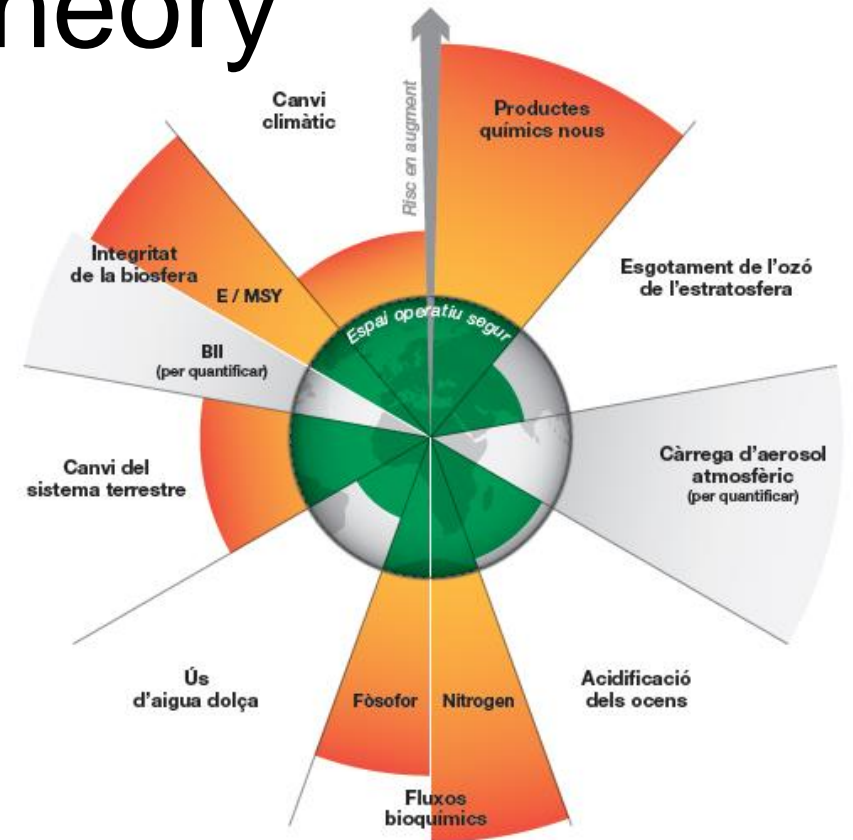 heory
Canvi
climàtic
Risc en augment
Productes
químics nous
Integritat
de la biosfera
E / MSY
Espai operatiu segur
Esgotament de l’ozó
de l’estratosfera
BII
(per quantificar)
Càrrega d’aerosol
atmosfèric
(per quantificar)
Canvi del
sistema terrestre
Ús
d’aigua dolça
Fòsofor
Nitrogen
Acidificació
dels ocens
Fluxos
bioquímics